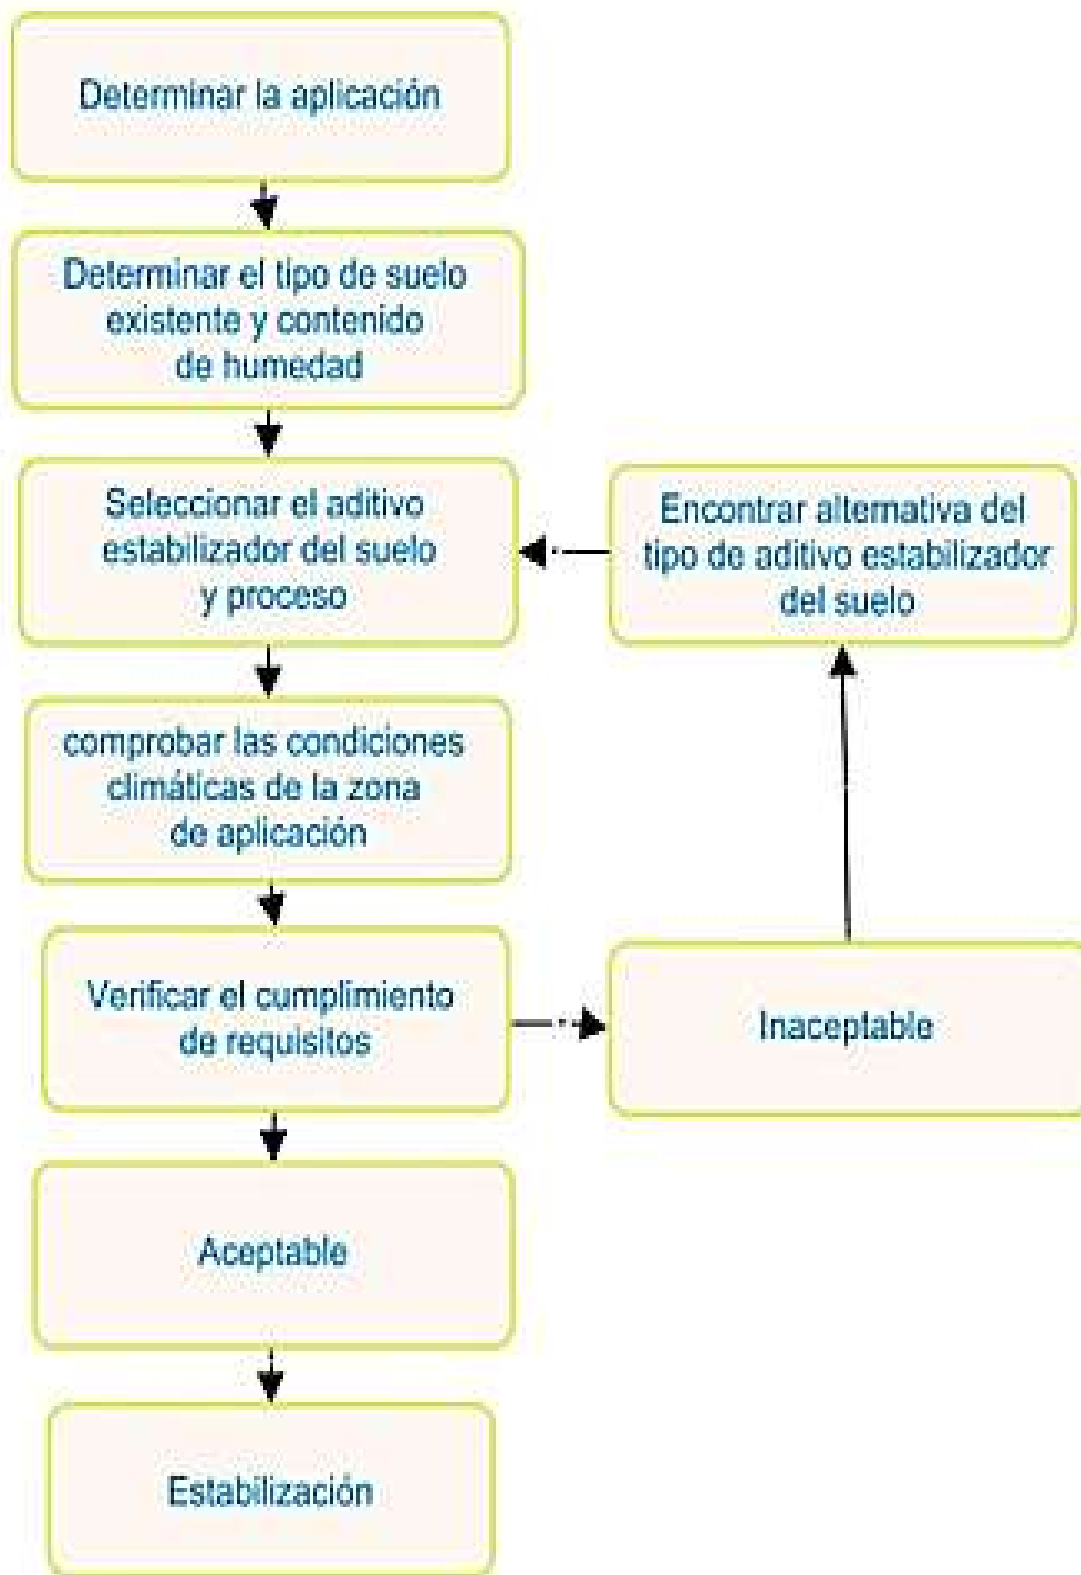 Determinar la aplicación
Determinar el tipo de suelo
existente y contenido
de humedad
Seleccionar el aditivo
estabilizador del suelo
y proceso
Encontrar alternativa del
tipo de aditivo estabilizador
del suelo
comprobar las condiciones
climáticas de la zona
de aplicación
Verificar el cumplimiento
de requisitos
Inaceptable
Aceptable
Estabilización